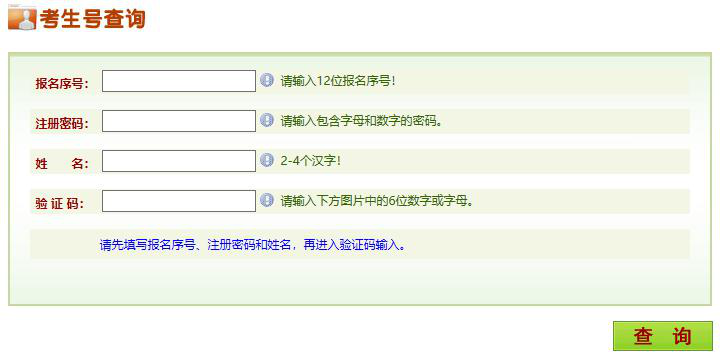 考生号查询
报名序号： 请输入12位报名序号！
注册密码： 请输入包含字母和数字的密码。
姓　　名： 2-4个汉字！
验 证 码： 请输入下方图片中的6位数字或字母。
请先填写报名序号、注册密码和姓名，再进入验证码输入。
查　询